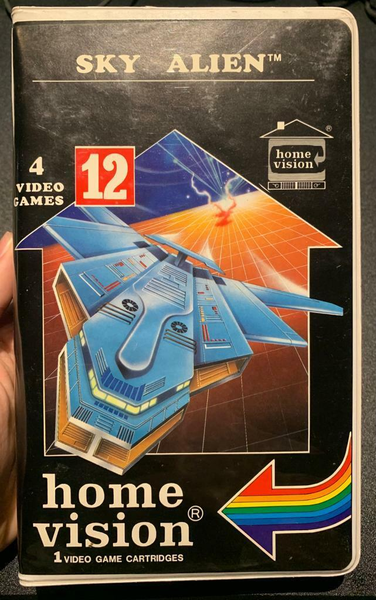 SKY ALIEN™
4
VIDEO
GAMES
12
®
home
vision
home
vision®
1 VIDEO GAME CARTRIDGES